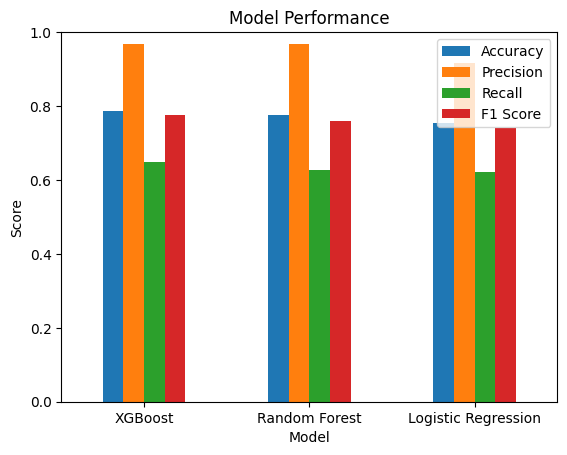 Model Performance
Accuracy
Precision
Recall
F1 Score
Score
1.0
0.8
0.6
0.4
0.2
0.0
XGBoost
Random Forest
Logistic Regression
Model